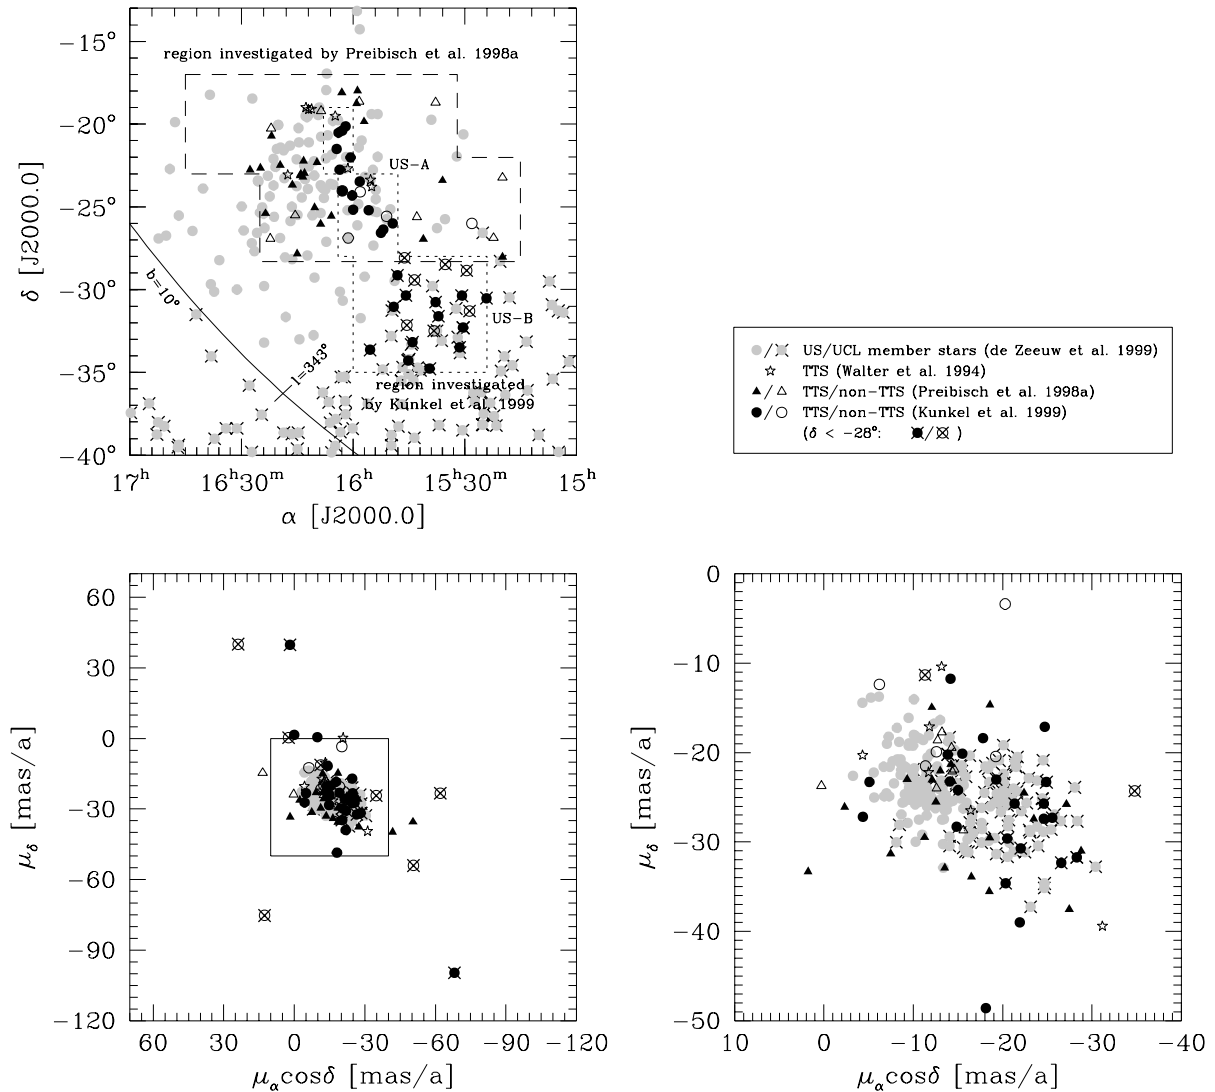 −15°
−20°
−25°
−30°
−35°
−40°
δ [J2000.0]
region investigated by Preibisch et al. 1998a
US−A
US−B
b=10°
l=343°
region investigated
by Kunkel et al. 1999
17ʰ
16ʰ30ᵐ
16ʰ
15ʰ30ᵐ
15ʰ
α [J2000.0]
US/UCL member stars (de Zeeuw et al. 1999)
TTS (Walter et al. 1994)
TTS/non−TTS (Preibisch et al. 1998a)
TTS/non−TTS (Kunkel et al. 1999)
(δ < −28°: / )
60
30
0
−30
−60
−90
−120
μδ [mas/a]
60 30 0 −30 −60 −90 −120
μαcosδ [mas/a]
0
−10
−20
−30
−40
−50
μδ [mas/a]
10 0 −10 −20 −30 −40
μαcosδ [mas/a]